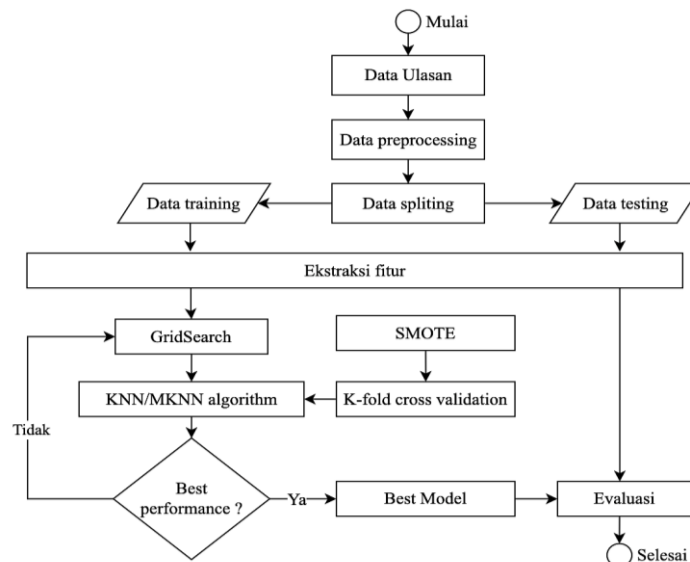 Mulai
Data Ulasan
Data preprocessing
Data training
Data spliting
Data testing
Ekstraksi fitur
GridSearch
SMOTE
KNN/MKNN algorithm
K-fold cross validation
Tidak
Best
performance ?
Ya
Best Model
Evaluasi
Selesai